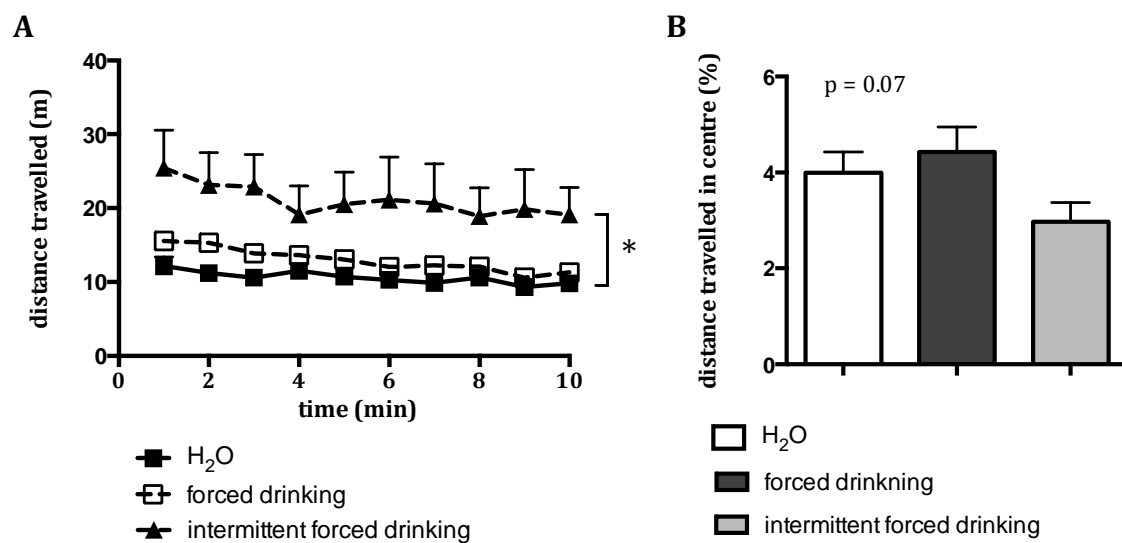 A
distance travelled (m)
40
30
20
10
0
0 2 4 6 8 10
time (min)
*
H₂O
forced drinking
intermittent forced drinking
B
distance travelled in centre (%)
6
4
2
0
p = 0.07
H₂O
forced drinkning
intermittent forced drinking